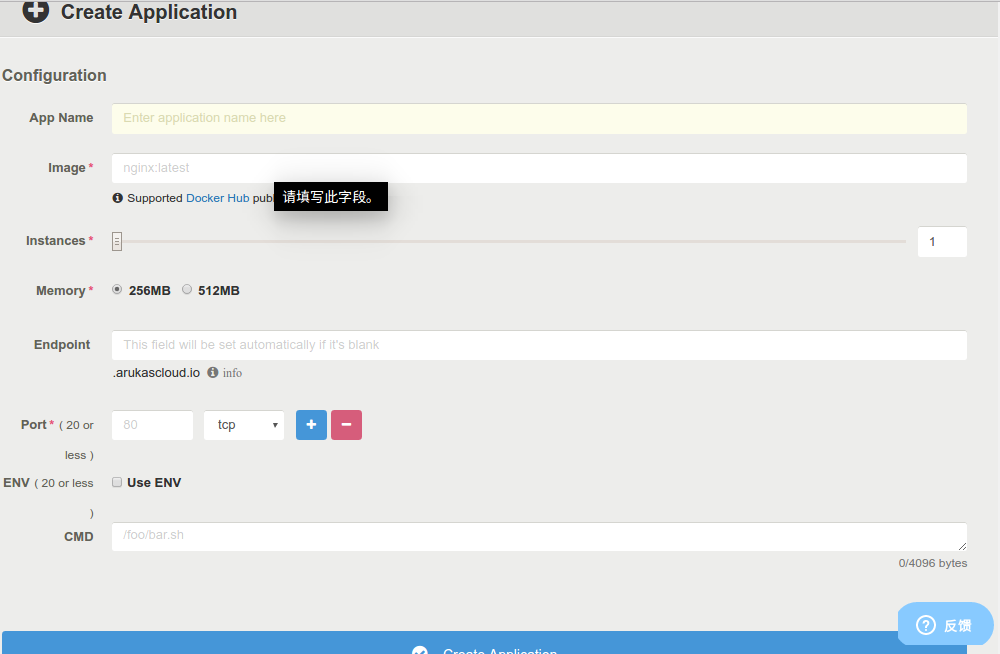 Create Application
Configuration
App Name Enter application name here
Image * nginx:latest
Supported Docker Hub
请填写此字段。
Instances * 1
Memory * 256MB 512MB
Endpoint This field will be set automatically if it's blank
.arukascloud.io info
Port * ( 20 or less ) 80 tcp
ENV ( 20 or less ) Use ENV
CMD /foo/bar.sh
0/4096 bytes
反馈
Create Application